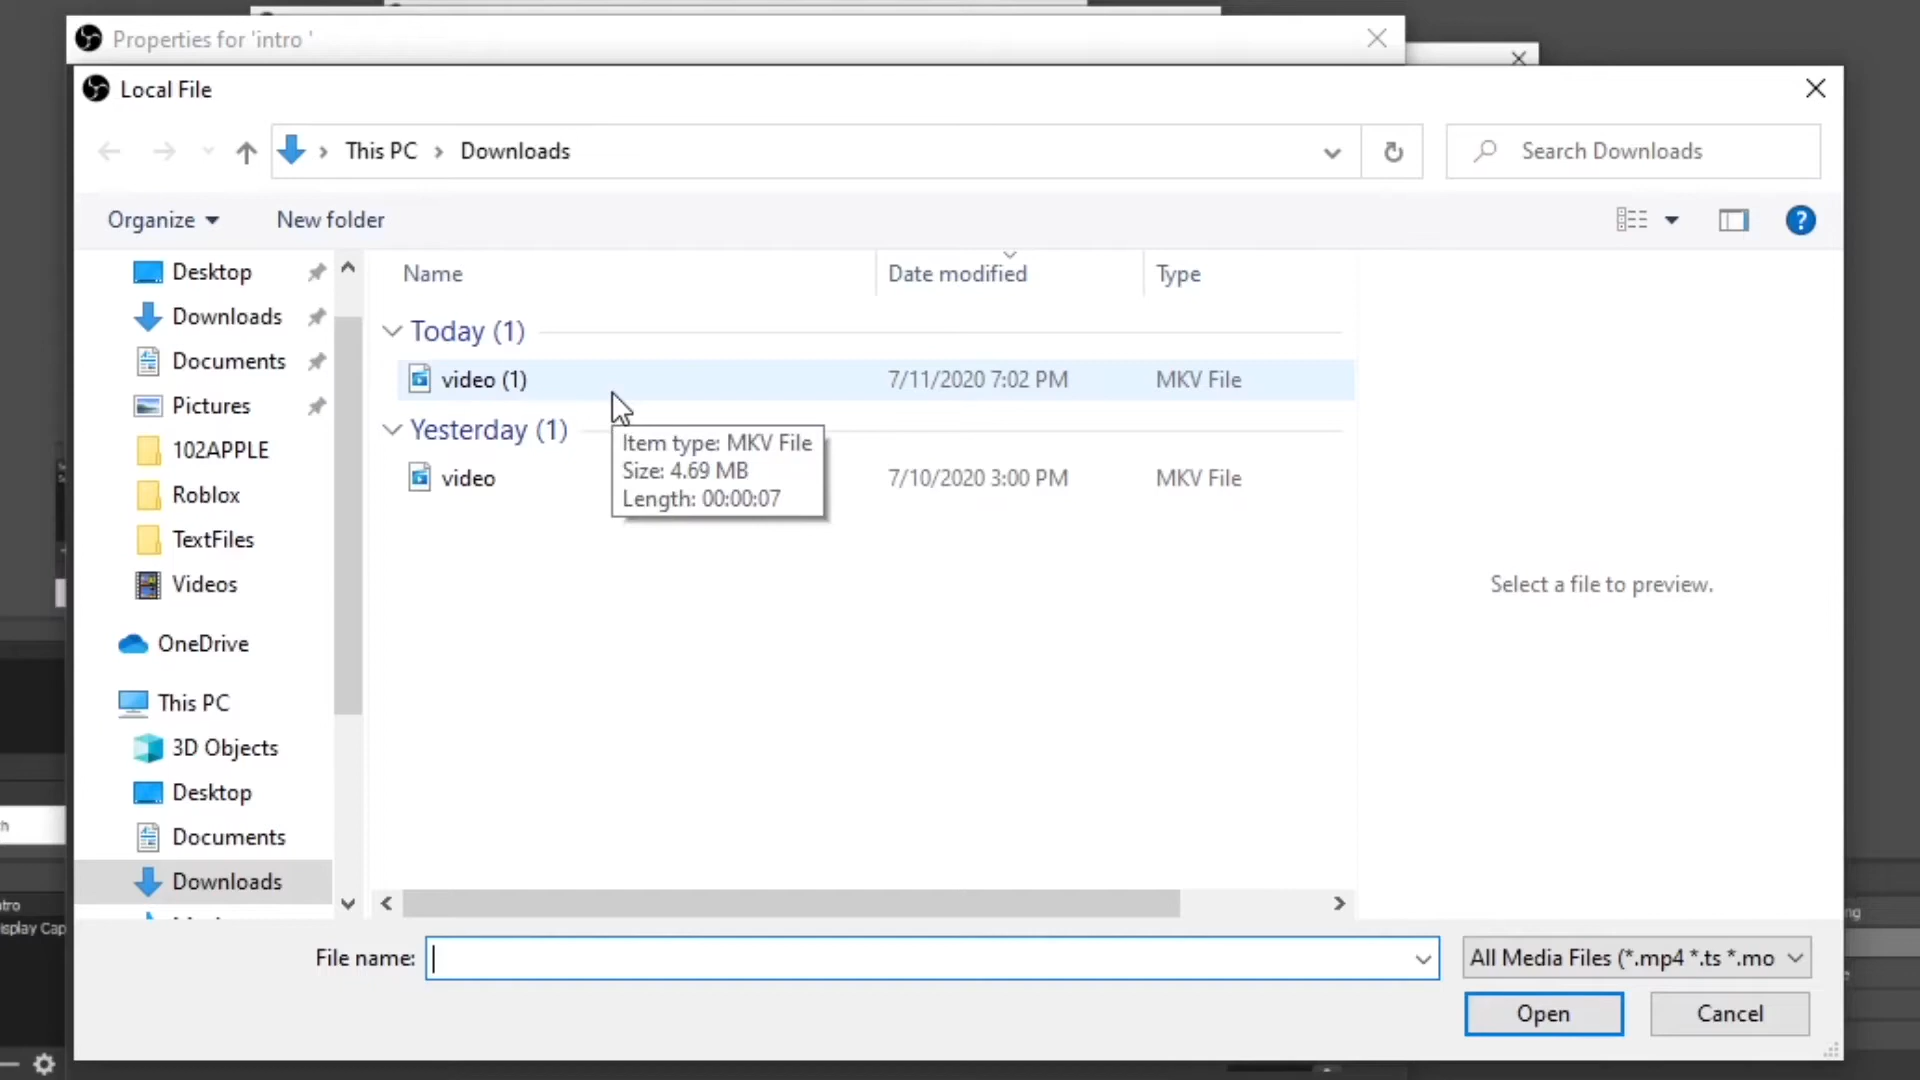 Properties for 'intro '
Local File
This PC
Downloads
Search Downloads
Organize
New folder
Name
Date modified
Type
Desktop
Downloads
Documents
Pictures
102APPLE
Roblox
TextFiles
Videos
OneDrive
This PC
3D Objects
Desktop
Documents
Downloads
Today (1)
video (1)
7/11/2020 7:02 PM
MKV File
Yesterday (1)
Item type: MKV File
Size: 4.69 MB
Length: 00:00:07
video
7/10/2020 3:00 PM
MKV File
Select a file to preview.
File name:
All Media Files (*.mp4 *.ts *.mo
Open
Cancel
isplay Cap